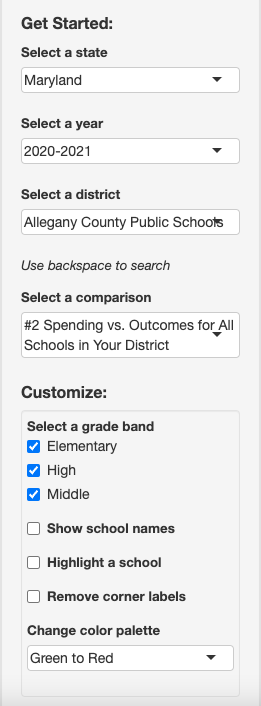 Get Started:
Select a state
Maryland
Select a year
2020-2021
Select a district
Allegany County Public Schools
Use backspace to search
Select a comparison
#2 Spending vs. Outcomes for All
Schools in Your District
Customize:
Select a grade band
Elementary
High
Middle
Show school names
Highlight a school
Remove corner labels
Change color palette
Green to Red